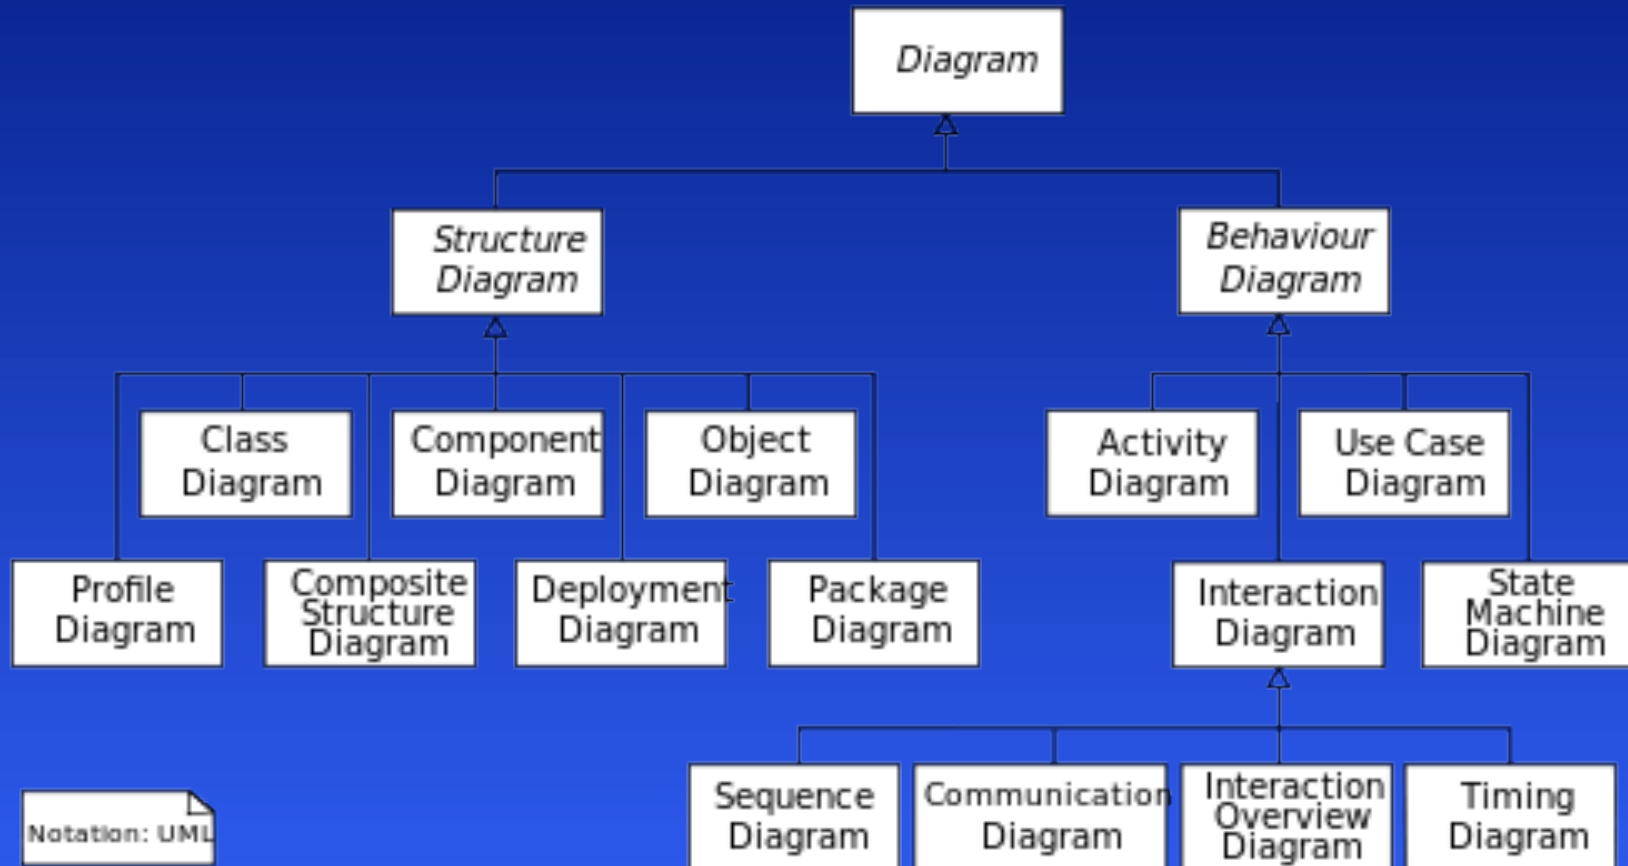 Diagram
Structure
Diagram
Behaviour
Diagram
Class
Diagram
Component
Diagram
Object
Diagram
Activity
Diagram
Use Case
Diagram
Profile
Diagram
Composite
Structure
Diagram
Deployment
Diagram
Package
Diagram
Interaction
Diagram
State
Machine
Diagram
Sequence
Diagram
Communication
Diagram
Interaction
Overview
Diagram
Timing
Diagram
Notation: UML